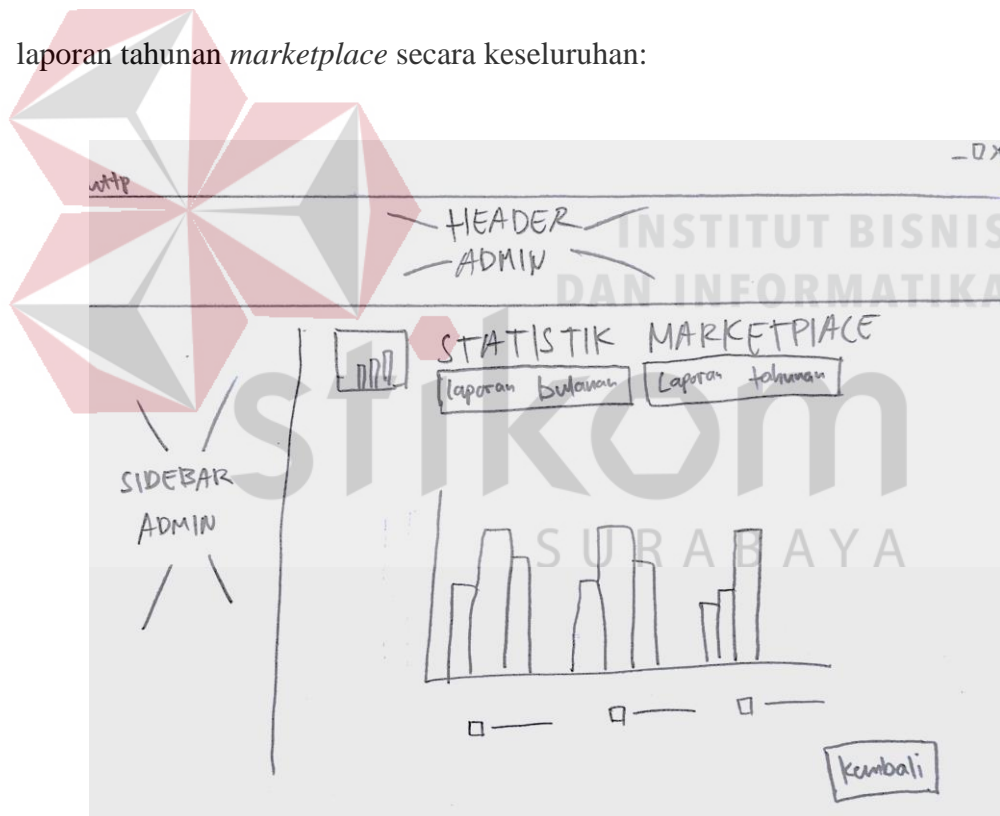 laporan tahunan marketplace secara keseluruhan:
http
HEADER
ADMIN
INSTITUT BISNIS
DAN INFORMATIKA
stikom
SURABAYA
STATISTIK MARKETPLACE
laporan bulanan
Laporan tahunan
SIDEBAR
ADMIN
kembali